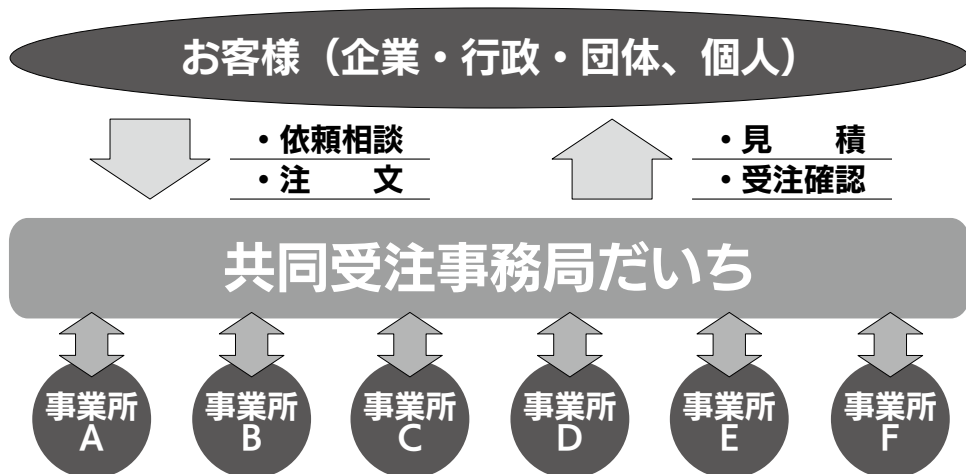 お客様（企業・行政・団体、個人）
・依頼相談
・注　　文
・見　　積
・受注確認
共同受注事務局だいち
事業所
A
事業所
B
事業所
C
事業所
D
事業所
E
事業所
F